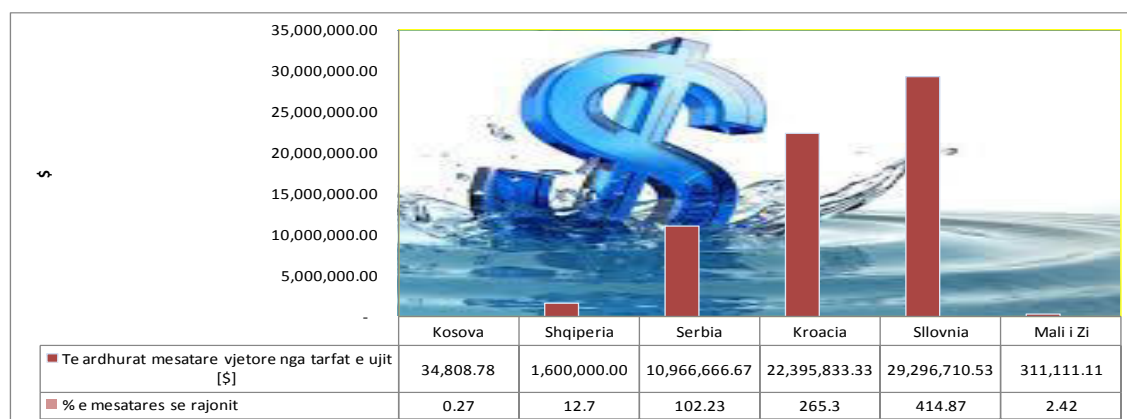 35,000,000.00
30,000,000.00
25,000,000.00
20,000,000.00
15,000,000.00
10,000,000.00
5,000,000.00
-
$
Kosova Shqiperia Serbia Kroacia Sllovnia Mali i Zi
Te ardhurat mesatare vjetore nga tarfat e ujit
[$] 34,808.78 1,600,000.00 10,966,666.67 22,395,833.33 29,296,710.53 311,111.11
% e mesatares se rajonit 0.27 12.7 102.23 265.3 414.87 2.42